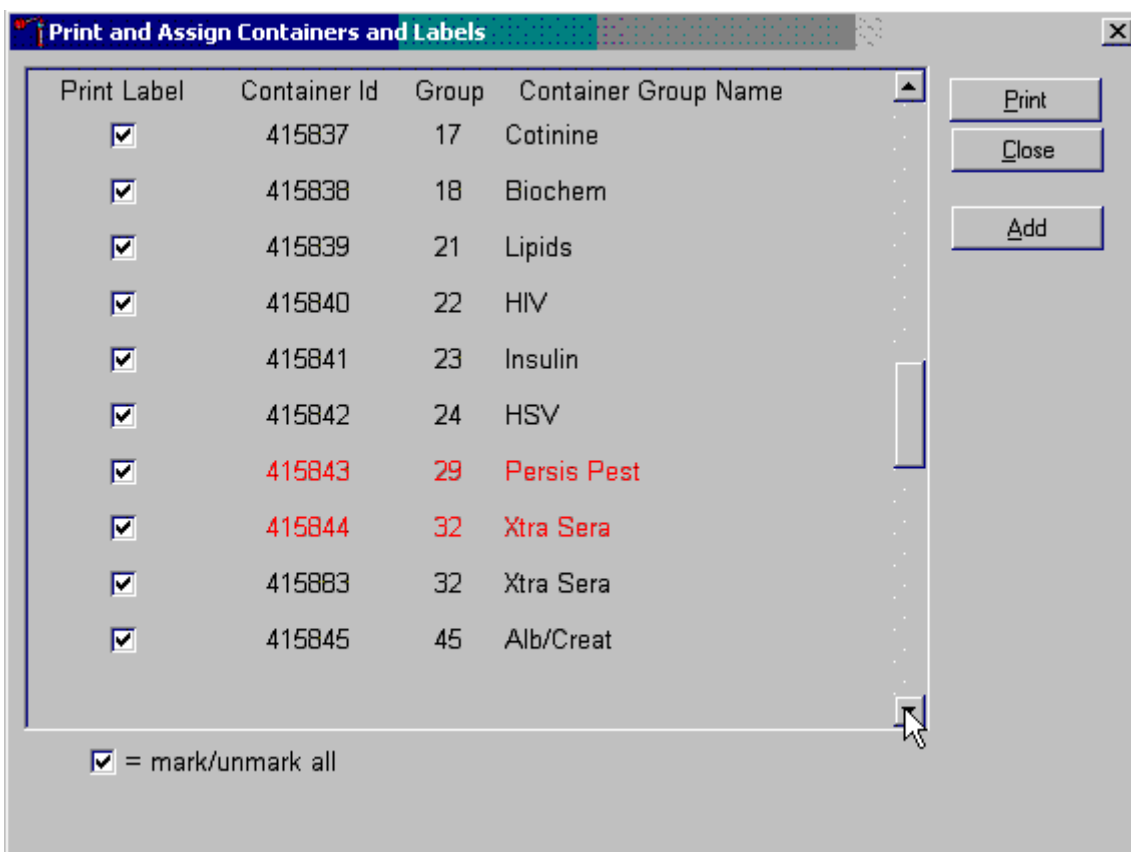 Print and Assign Containers and Labels
Print Label Container Id Group Container Group Name
415837 17 Cotinine
415838 18 Biochem
415839 21 Lipids
415840 22 HIV
415841 23 Insulin
415842 24 HSV
415843 29 Persis Pest
415844 32 Xtra Sera
415883 32 Xtra Sera
415845 45 Alb/Creat
= mark/unmark all
Print
Close
Add